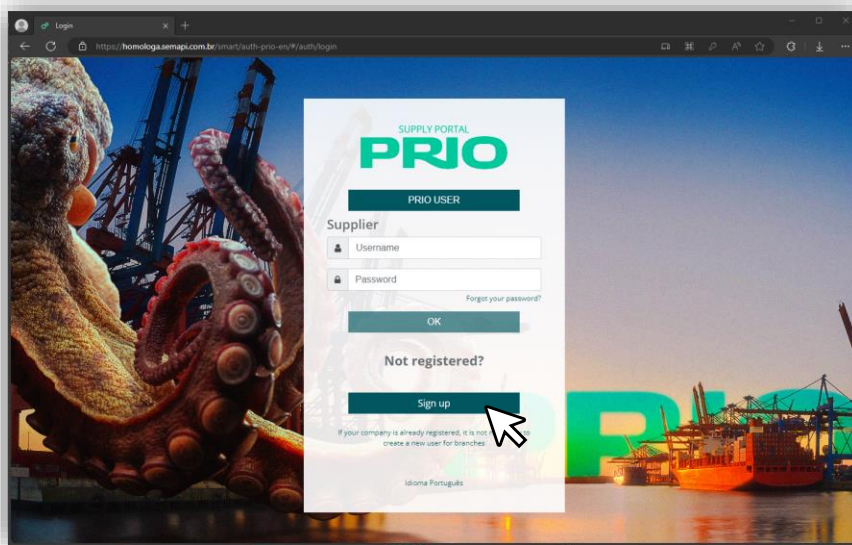 Login
https://homologa.semapi.com.br/smart/auth-prio-en/#/auth/login
SUPPLY PORTAL
PRIO
PRIO USER
Supplier
Username
Password
Forgot your password?
OK
Not registered?
Sign up
If your company is already registered, it is not to
create a new user for branches
Idioma Português